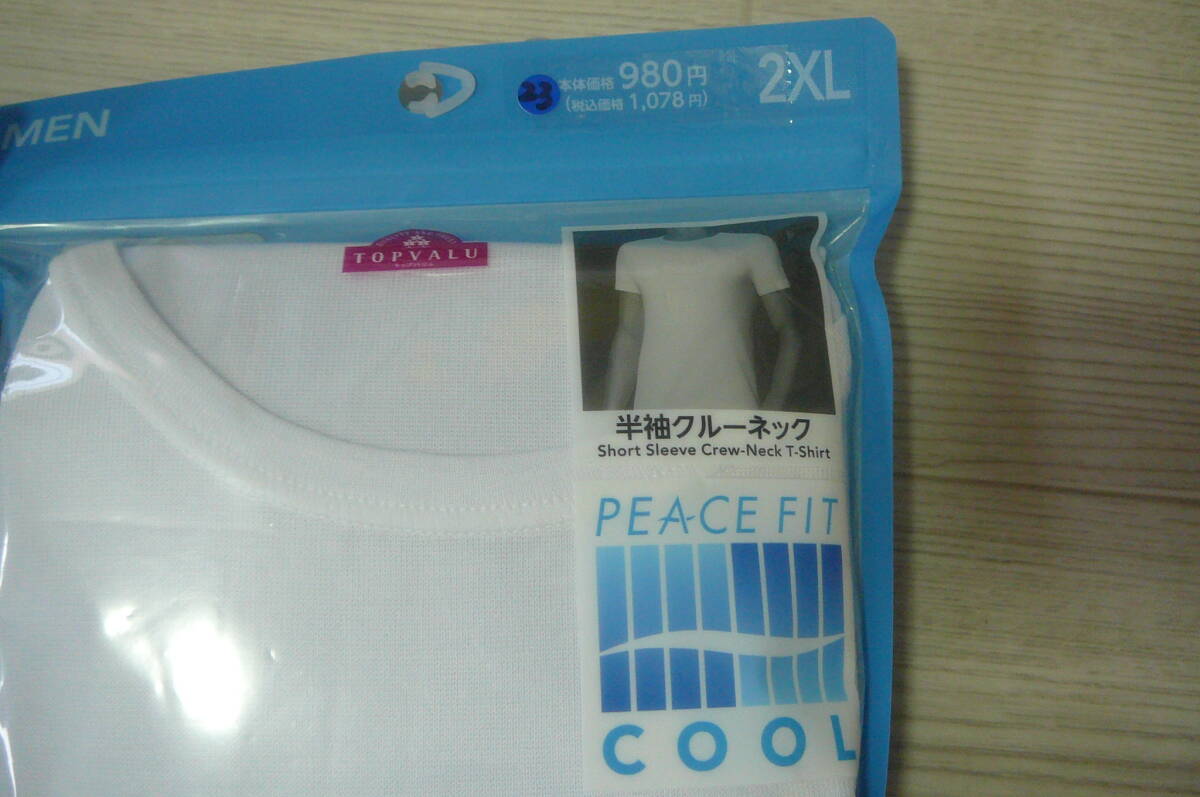 MEN
23
本体価格 980円
(税込価格 1,078円)
2XL
TOPVALU
トップバリュ
半袖クルーネック
Short Sleeve Crew-Neck T-Shirt
PEACE FIT
COOL